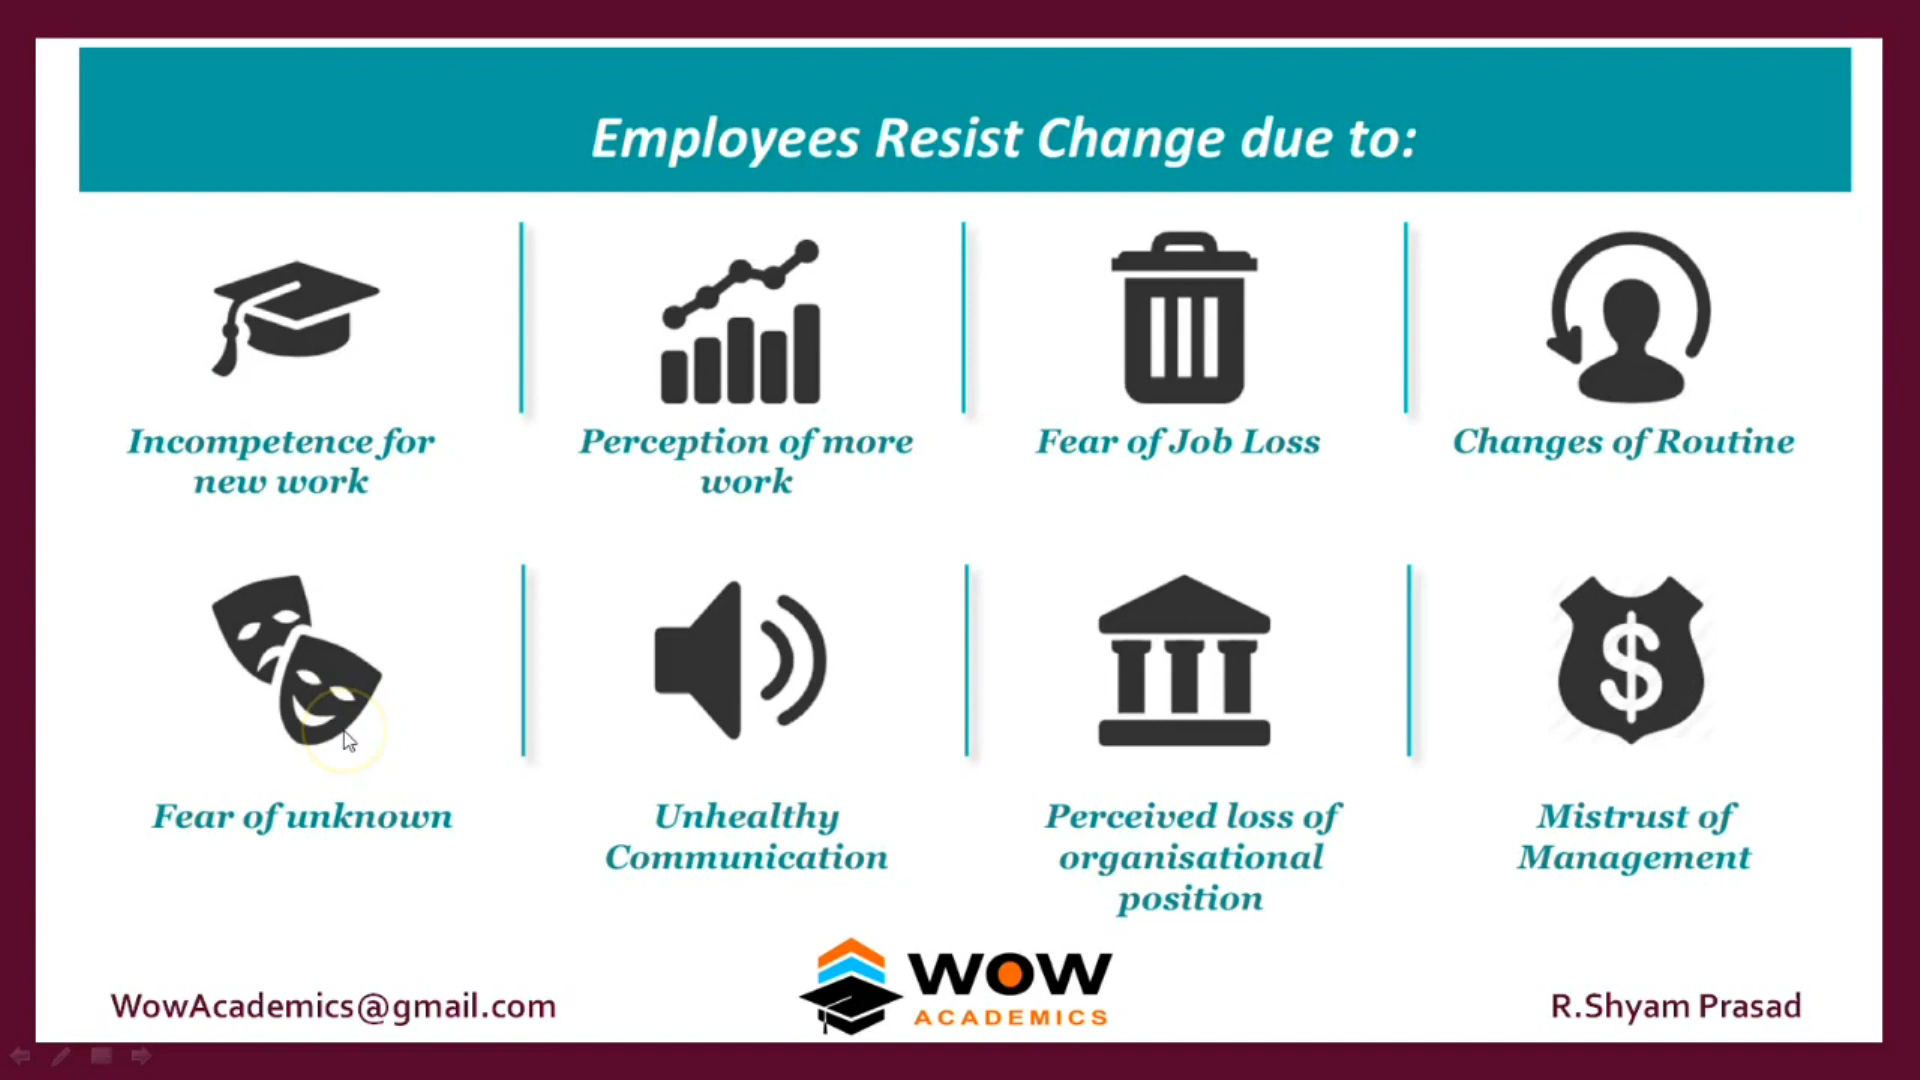 Employees Resist Change due to:
Incompetence for
new work
Perception of more
work
Fear of Job Loss
Changes of Routine
Fear of unknown
Unhealthy
Communication
Perceived loss of
organisational
position
Mistrust of
Management
$
WowAcademics@gmail.com
WOW
ACADEMICS
R.Shyam Prasad